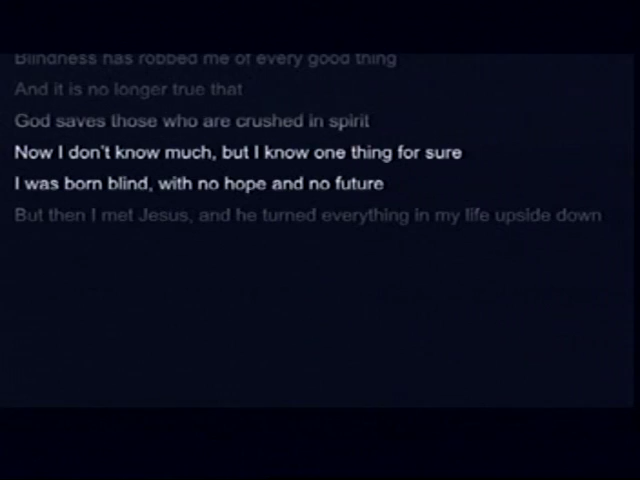 Blindness has robbed me of every good thing
And it is no longer true that
God saves those who are crushed in spirit
Now I don't know much, but I know one thing for sure
I was born blind, with no hope and no future
But then I met Jesus, and he turned everything in my life upside down